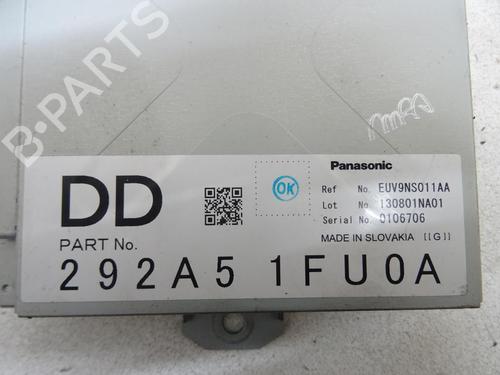 B-PARTS
DD
OK
Panasonic
Ref No. EUV9NS011AA
Lot No. 130801NA01
Serial No. 0106706
PART No.
MADE IN SLOVAKIA [[G]]
292A5 1FU0A